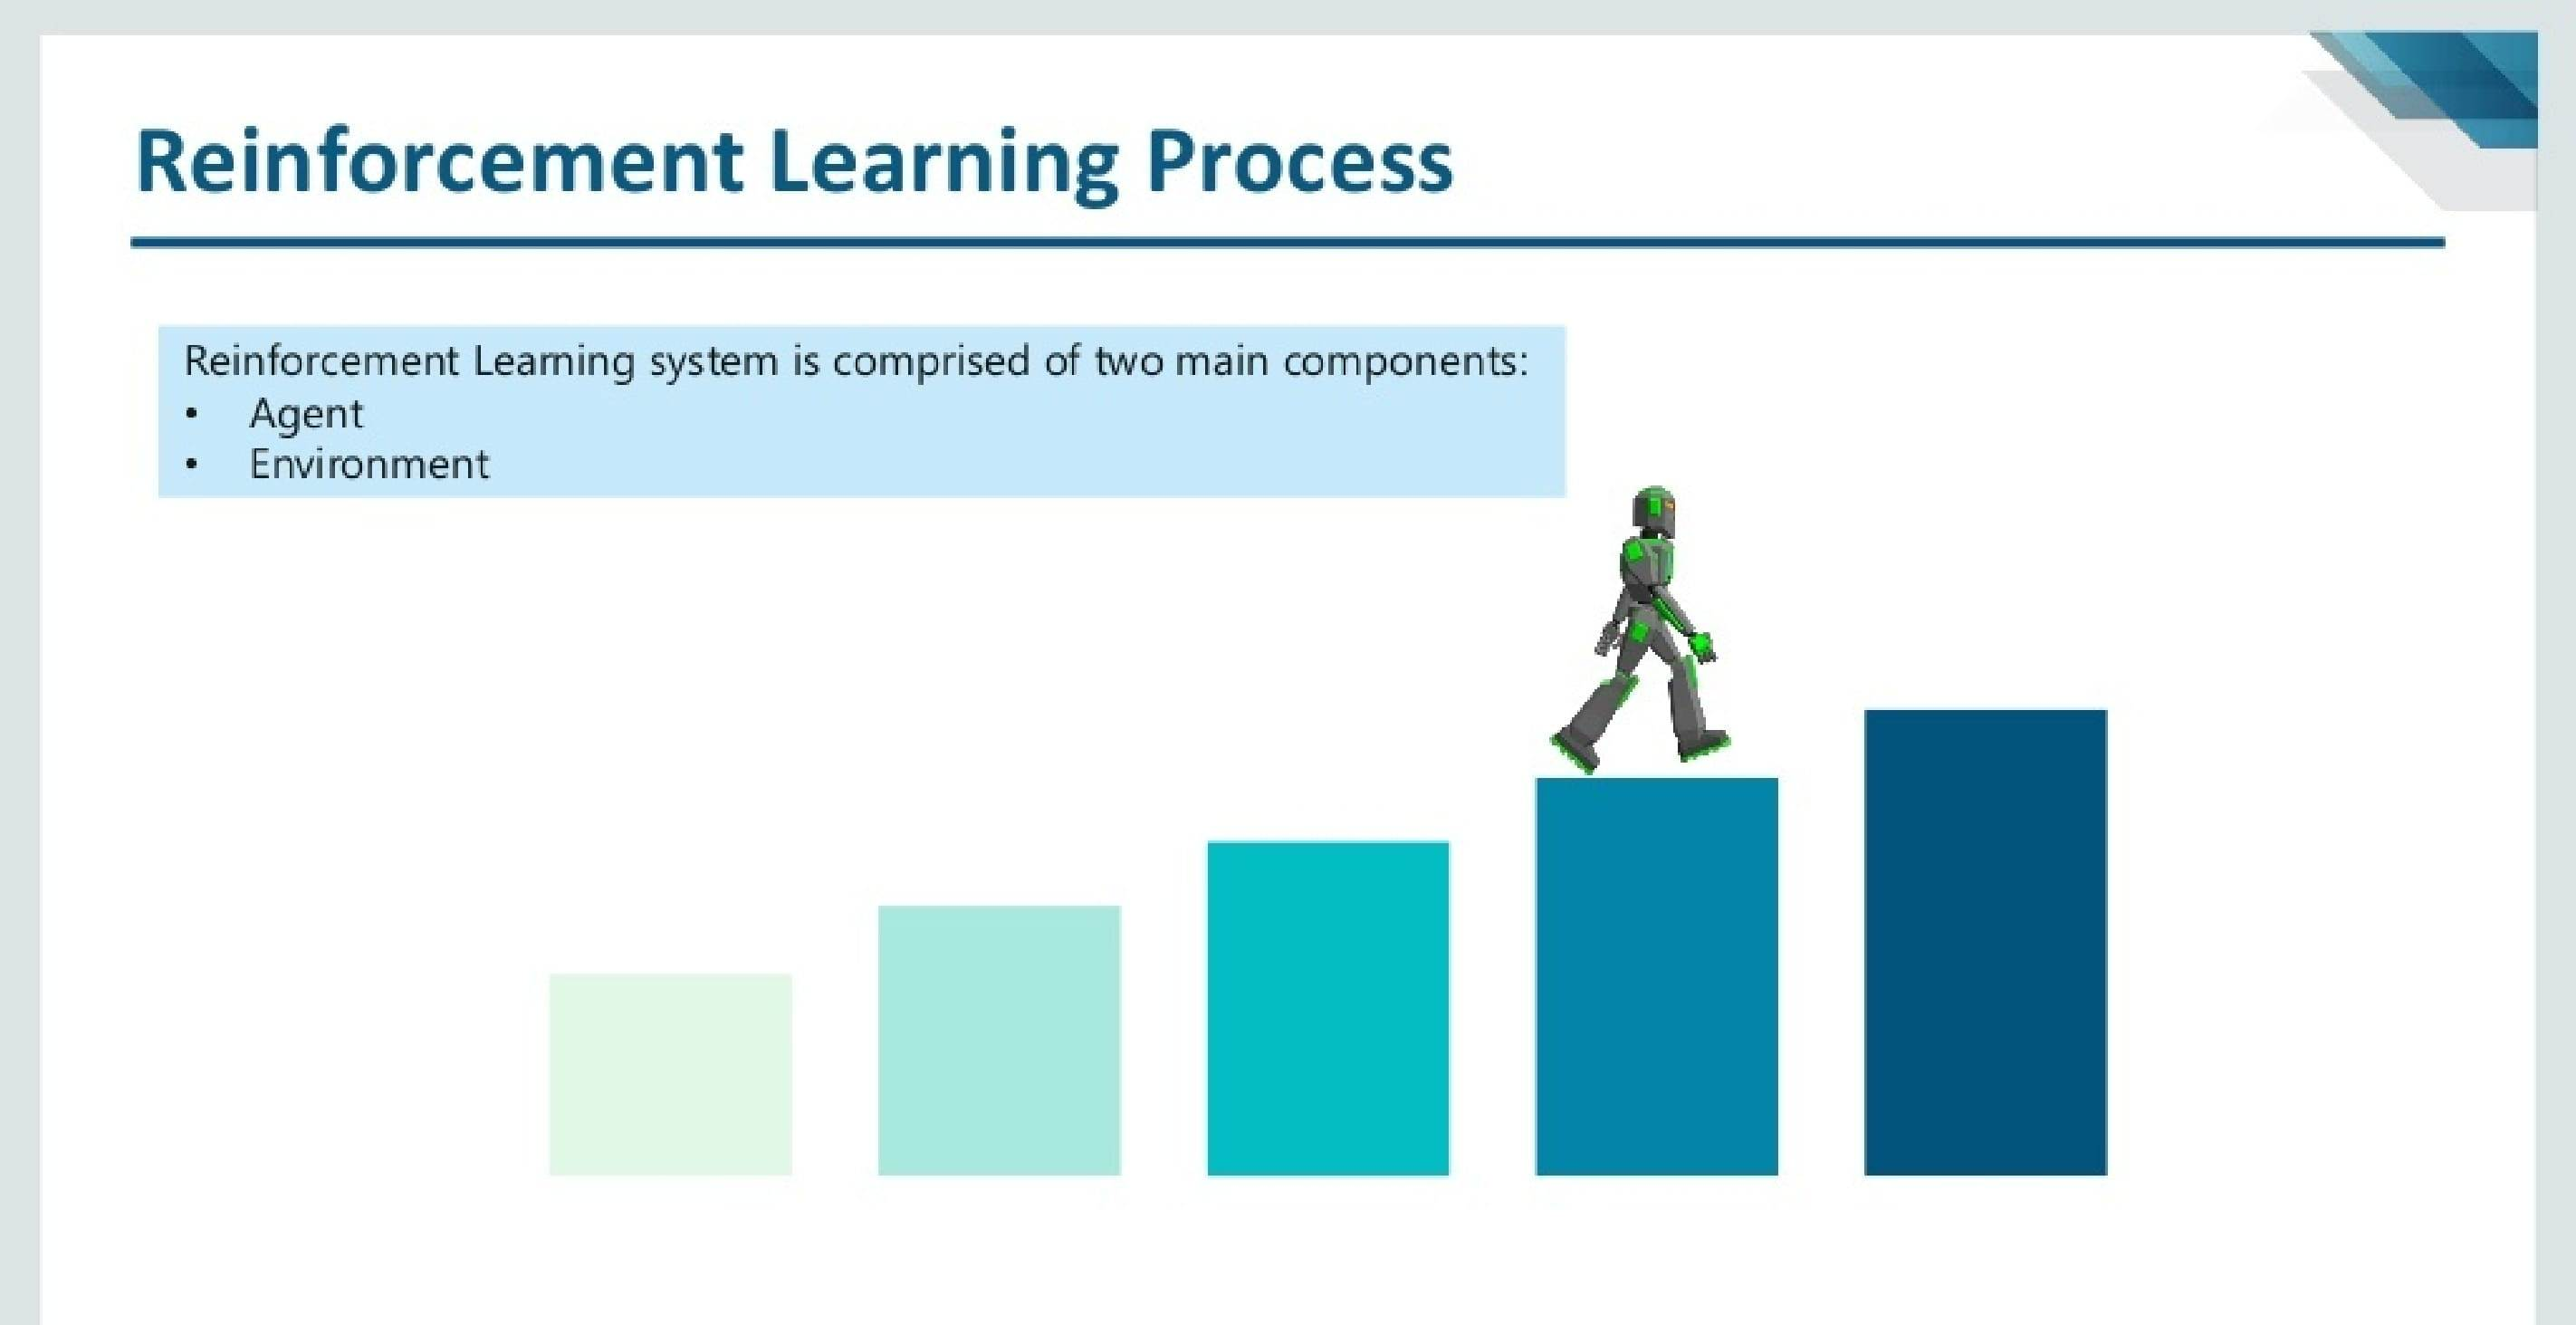 Reinforcement Learning Process
Reinforcement Learning system is comprised of two main components:
• Agent
• Environment